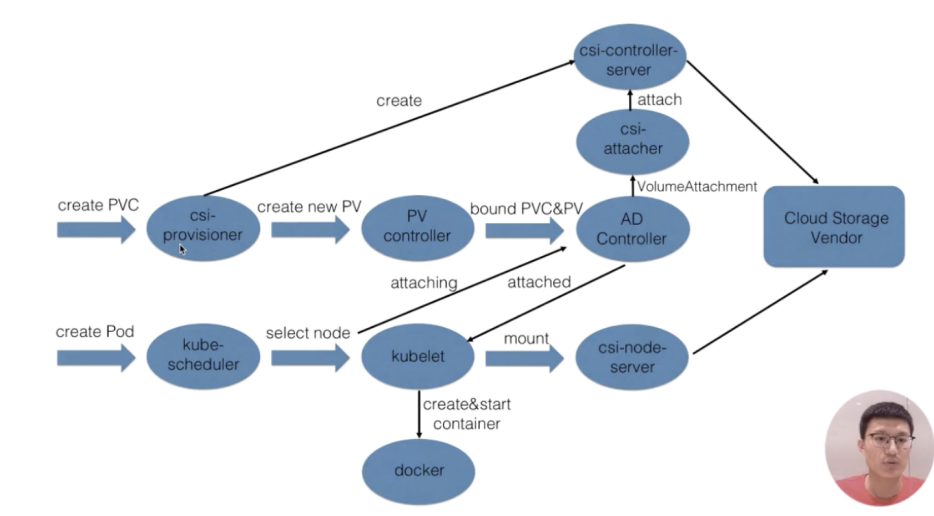 csi-controller-
server
create
attach
csi-
attacher
VolumeAttachment
create PVC
csi-
provisioner
create new PV
PV
controller
bound PVC&PV
AD
Controller
Cloud Storage
Vendor
attaching
attached
create Pod
kube-
scheduler
select node
kubelet
mount
csi-node-
server
create&start
container
docker